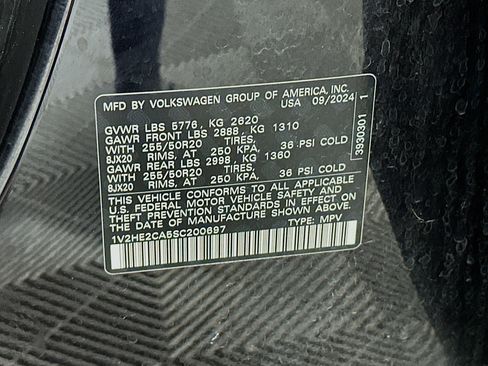 MFD BY VOLKSWAGEN GROUP OF AMERICA, INC.
USA 09/2024
GVWR LBS 5776, KG 2620
GAWR FRONT LBS 2888, KG 1310
WITH 255/50R20 TIRES,
8JX20 RIMS, AT 250 KPA, 36 PSI COLD
GAWR REAR LBS 2998, KG 1360
WITH 255/50R20 TIRES,
8JX20 RIMS, AT 250 KPA, 36 PSI COLD
THIS VEHICLE CONFORMS TO ALL APPLICABLE
U.S. FEDERAL MOTOR VEHICLE SAFETY AND
THEFT PREVENTION STANDARDS IN EFFECT ON
THE DATE OF MANUFACTURE SHOWN ABOVE.
1V2HE2CA5SC200697 TYPE: MPV
3930301 1